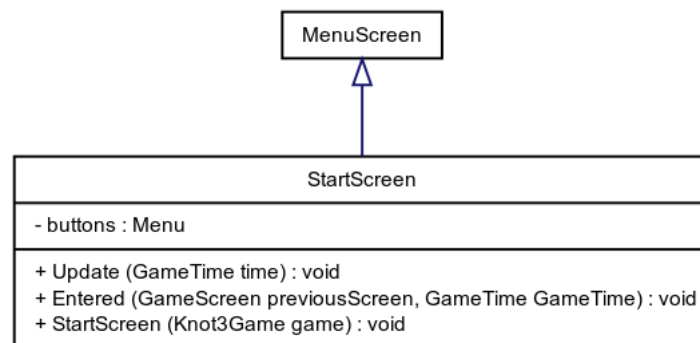 MenuScreen
StartScreen
- buttons : Menu
+ Update (GameTime time) : void
+ Entered (GameScreen previousScreen, GameTime GameTime) : void
+ StartScreen (Knot3Game game) : void